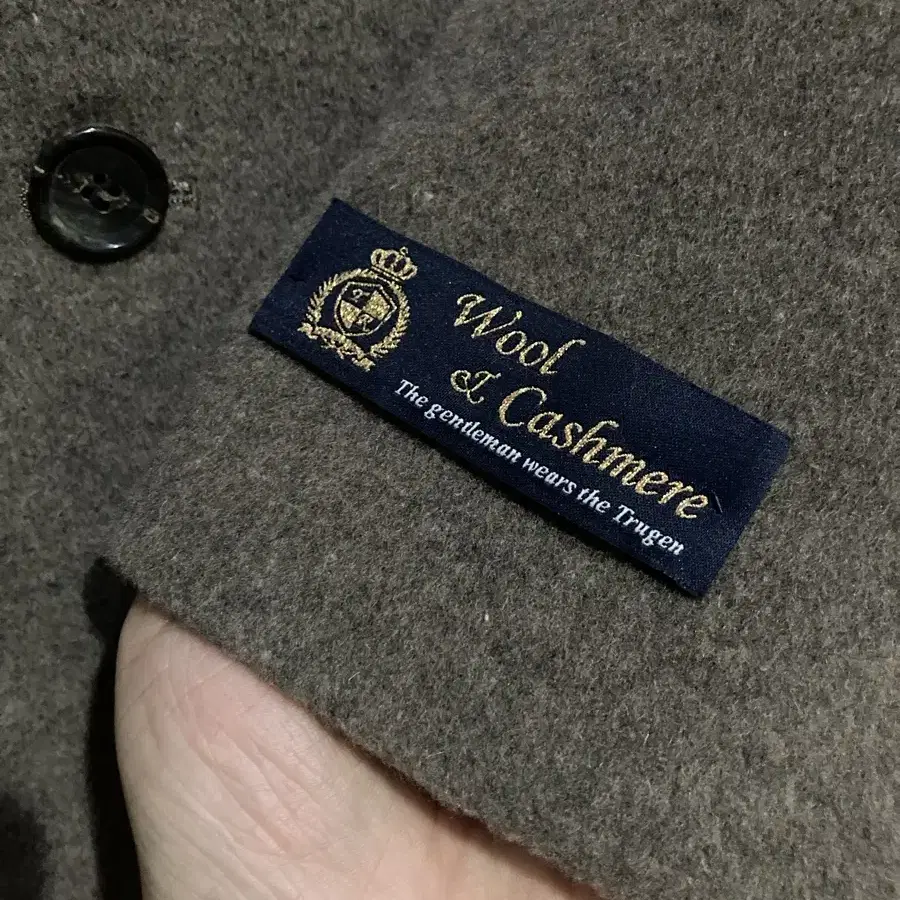 Wool
& Cashmere
The gentleman wears the Trugen